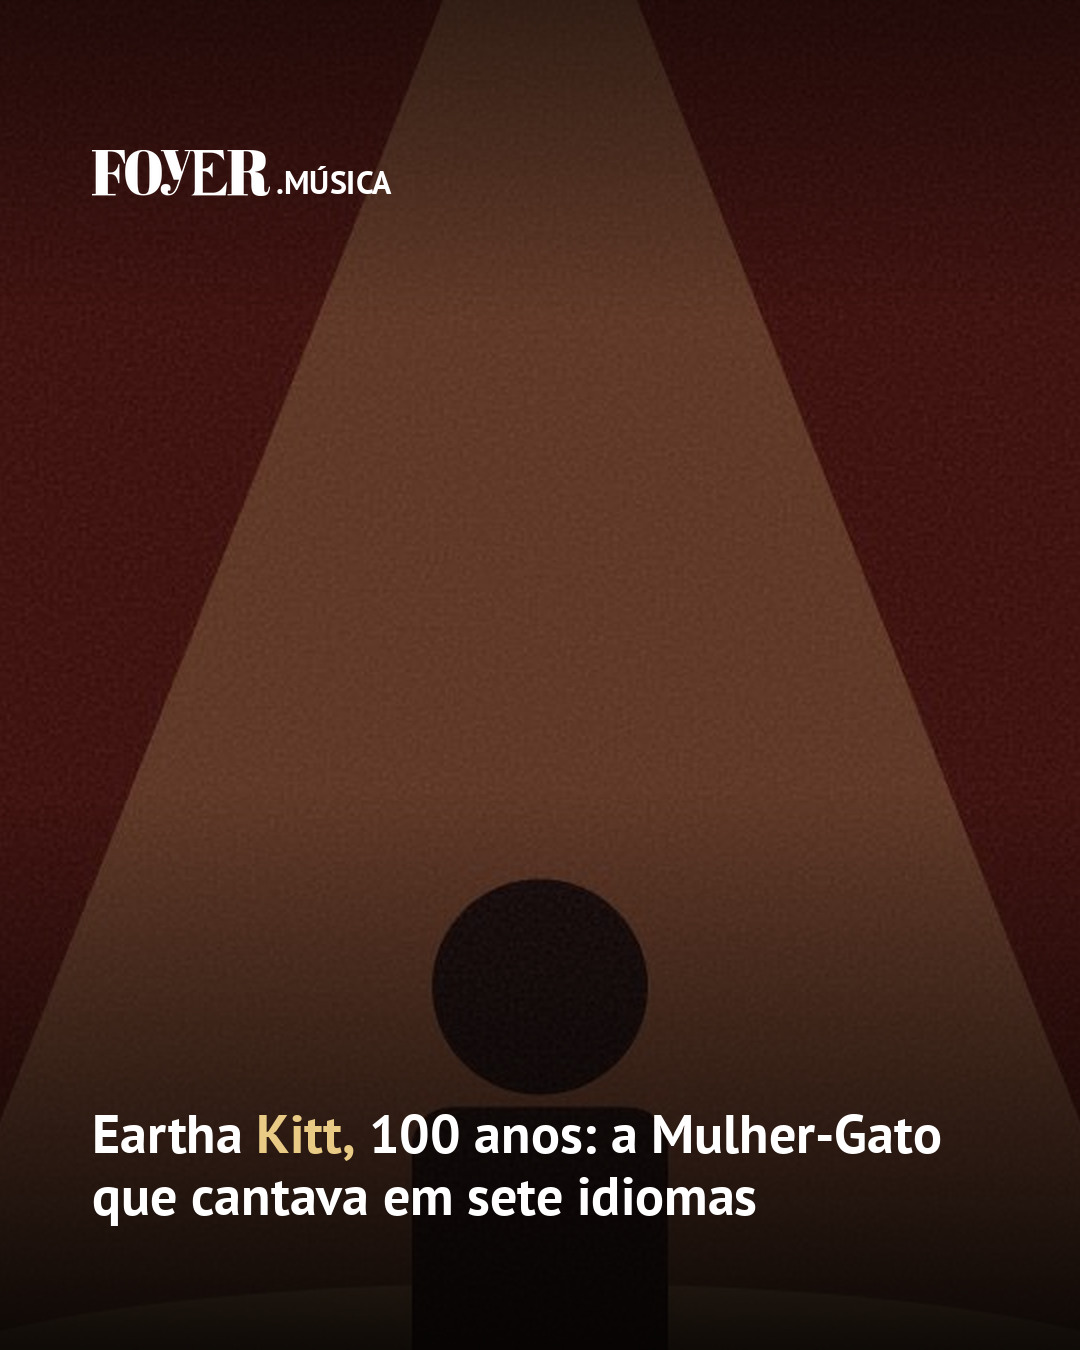 FOYER .MÚSICA
Eartha Kitt, 100 anos: a Mulher-Gato
que cantava em sete idiomas